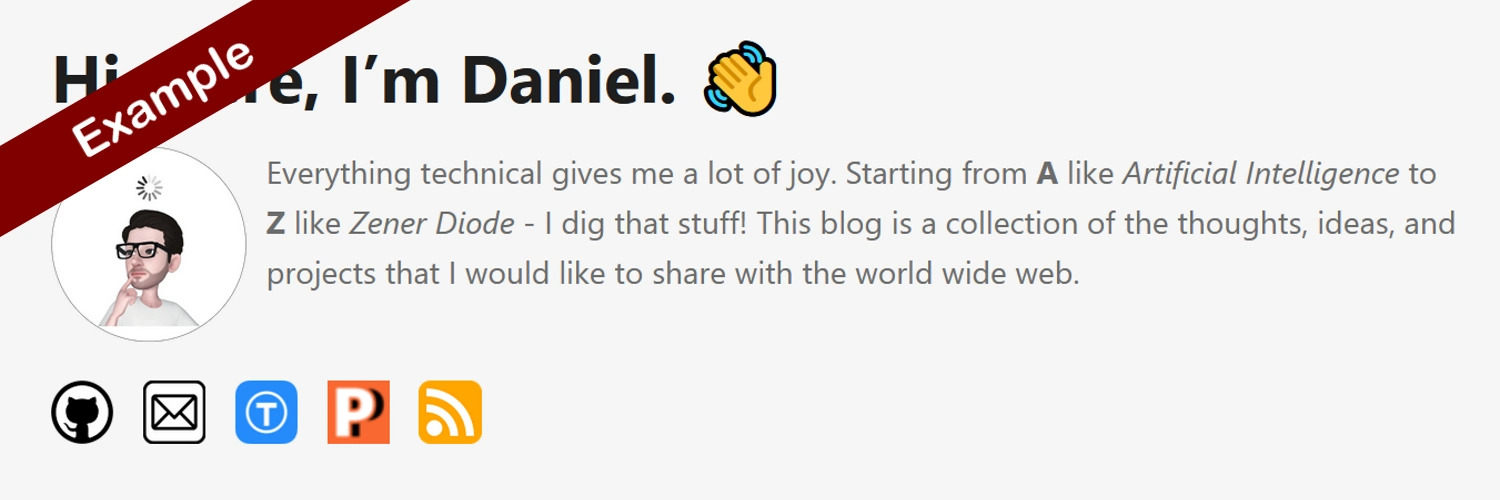 Example
Hi re, I’m Daniel. 👋
Everything technical gives me a lot of joy. Starting from A like Artificial Intelligence to
Z like Zener Diode - I dig that stuff! This blog is a collection of the thoughts, ideas, and
projects that I would like to share with the world wide web.
T P